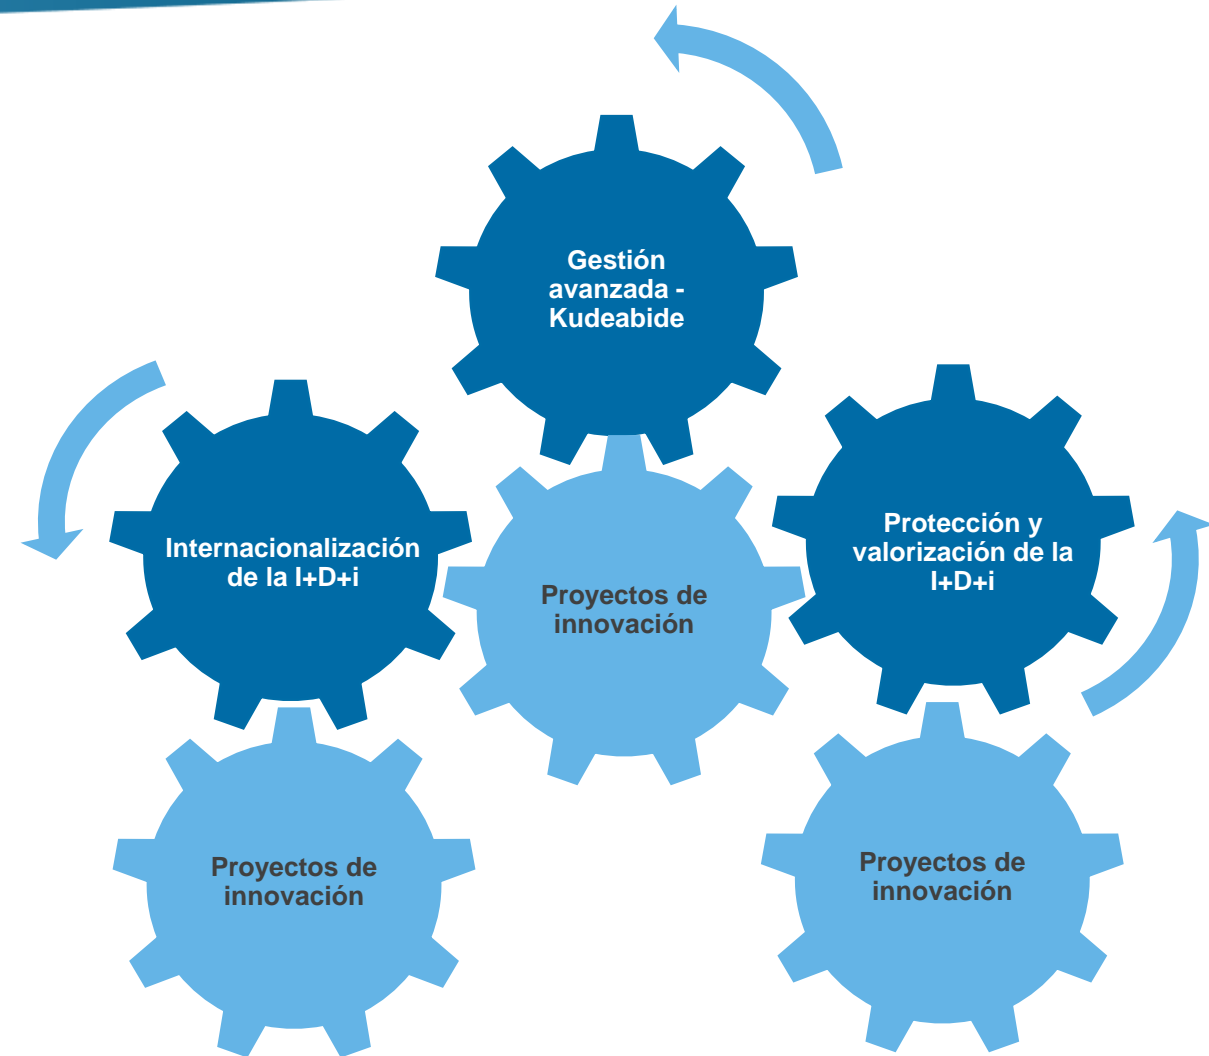 Gestión
avanzada -
Kudeabide
Internacionalización
de la I+D+i
Protección y
valorización de la
I+D+i
Proyectos de
innovación
Proyectos de
innovación
Proyectos de
innovación